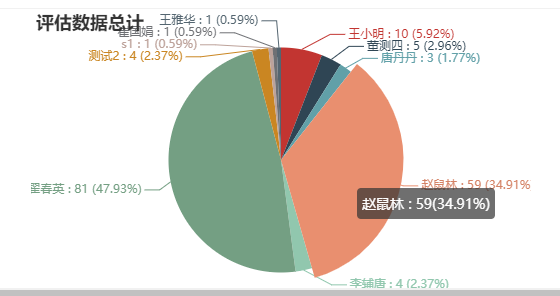 评估数据总计
王雅华 : 1 (0.59%)
崔国娟 : 1 (0.59%)
s1 : 1 (0.59%)
测试2 : 4 (2.37%)
王小明 : 10 (5.92%)
董测四 : 5 (2.96%)
唐丹丹 : 3 (1.77%)
翟春英 : 81 (47.93%)
赵鼠林 : 59 (34.91%
赵鼠林 : 59(34.91%)
李辅唐 : 4 (2.37%)